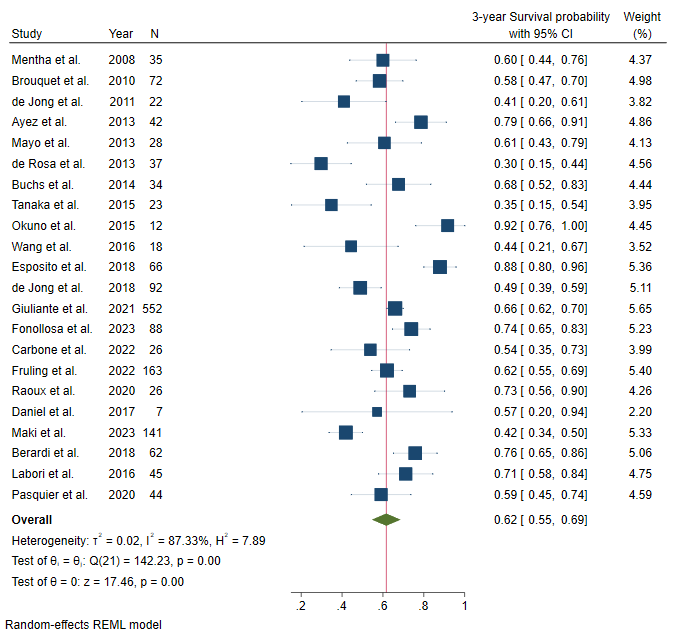 3-year Survival probability Weight
Study Year N with 95% CI (%)
Mentha et al. 2008 35 0.60 [ 0.44, 0.76] 4.37
Brouquet et al. 2010 72 0.58 [ 0.47, 0.70] 4.98
de Jong et al. 2011 22 0.41 [ 0.20, 0.61] 3.82
Ayez et al. 2013 42 0.79 [ 0.66, 0.91] 4.86
Mayo et al. 2013 28 0.61 [ 0.43, 0.79] 4.13
de Rosa et al. 2013 37 0.30 [ 0.15, 0.44] 4.56
Buchs et al. 2014 34 0.68 [ 0.52, 0.83] 4.44
Tanaka et al. 2015 23 0.35 [ 0.15, 0.54] 3.95
Okuno et al. 2015 12 0.92 [ 0.76, 1.00] 4.45
Wang et al. 2016 18 0.44 [ 0.21, 0.67] 3.52
Esposito et al. 2018 66 0.88 [ 0.80, 0.96] 5.36
de Jong et al. 2018 92 0.49 [ 0.39, 0.59] 5.11
Giuliante et al. 2021 552 0.66 [ 0.62, 0.70] 5.65
Fonollosa et al. 2023 88 0.74 [ 0.65, 0.83] 5.23
Carbone et al. 2022 26 0.54 [ 0.35, 0.73] 3.99
Fruling et al. 2022 163 0.62 [ 0.55, 0.69] 5.40
Raoux et al. 2020 26 0.73 [ 0.56, 0.90] 4.26
Daniel et al. 2017 7 0.57 [ 0.20, 0.94] 2.20
Maki et al. 2023 141 0.42 [ 0.34, 0.50] 5.33
Berardi et al. 2018 62 0.76 [ 0.65, 0.86] 5.06
Labori et al. 2016 45 0.71 [ 0.58, 0.84] 4.75
Pasquier et al. 2020 44 0.59 [ 0.45, 0.74] 4.59
Overall 0.62 [ 0.55, 0.69]
Heterogeneity: τ² = 0.02, I² = 87.33%, H² = 7.89
Test of θᵢ = θⱼ: Q(21) = 142.23, p = 0.00
Test of θ = 0: z = 17.46, p = 0.00
.2 .4 .6 .8 1
Random-effects REML model